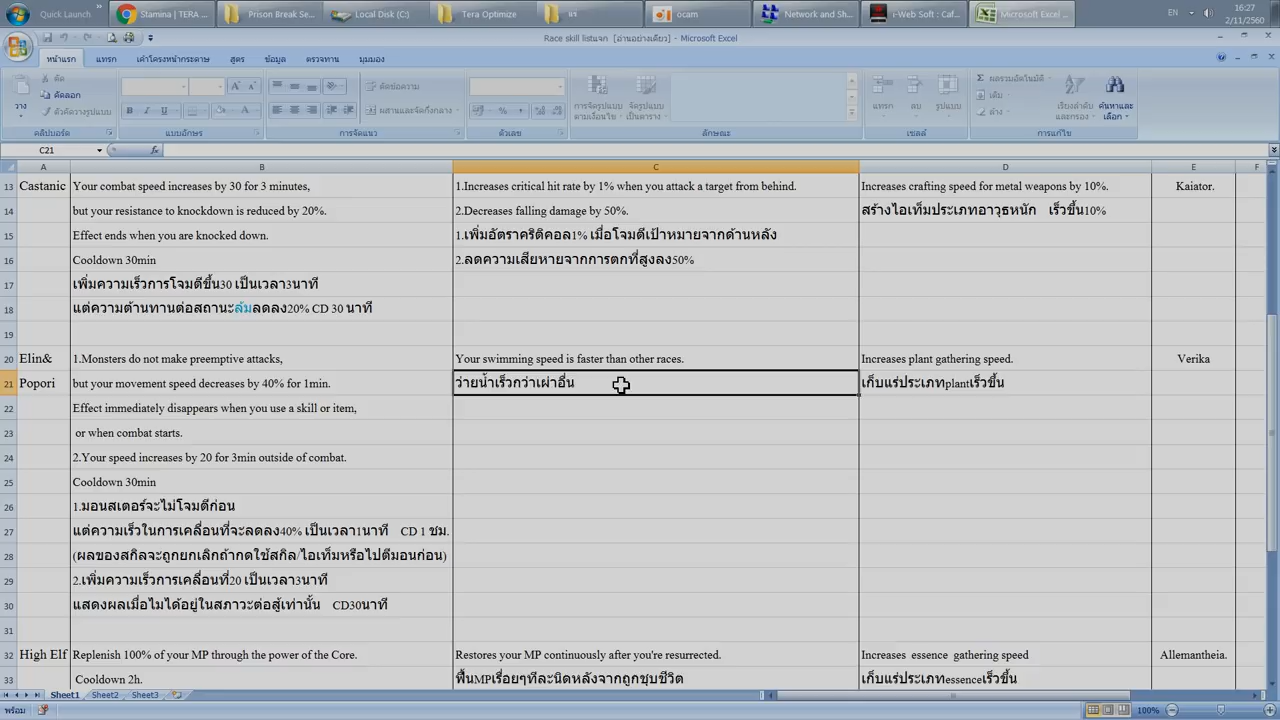 Quick Launch
Stamina | TERA ...
Prison Break Se...
Local Disk (C:)
Tera Optimize
แร่
ocam
Network and Sh...
i-Web Soft : Caf...
Microsoft Excel ...
EN
16:27
2/11/2560
Race skill listแจก [อ่านอย่างเดียว] - Microsoft Excel
หน้าแรก
แทรก
เค้าโครงหน้ากระดาษ
สูตร
ข้อมูล
ตรวจทาน
มุมมอง
วาง
ตัด
คัดลอก
ตัวคัดวางรูปแบบ
ตัดข้อความ
ผสานและจัดกึ่งกลาง
จัดรูปแบบตามเงื่อนไข
จัดรูปแบบเป็นตาราง
แทรก
ลบ
รูปแบบ
ผลรวมอัตโนมัติ
เติม
ล้าง
เรียงลำดับและกรอง
ค้นหาและเลือก
คลิปบอร์ด
แบบอักษร
การจัดแนว
ตัวเลข
ลักษณะ
เซลล์
การแก้ไข
C21
fx
A B C D E F
13 Castanic Your combat speed increases by 30 for 3 minutes, 1.Increases critical hit rate by 1% when you attack a target from behind. Increases crafting speed for metal weapons by 10%. Kaiator.
14 but your resistance to knockdown is reduced by 20%. 2.Decreases falling damage by 50%. สร้างไอเท็มประเภทอาวุธหนัก เร็วขึ้น10%
15 Effect ends when you are knocked down. 1.เพิ่มอัตราคริติคอล1% เมื่อโจมตีเป้าหมายจากด้านหลัง
16 Cooldown 30min 2.ลดความเสียหายจากการตกที่สูงลง50%
17 เพิ่มความเร็วการโจมตีขึ้น30 เป็นเวลา3นาที
18 แต่ความต้านทานต่อสถานะล้มลดลง20% CD 30 นาที
19
20 Elin& 1.Monsters do not make preemptive attacks, Your swimming speed is faster than other races. Increases plant gathering speed. Verika
21 Popori but your movement speed decreases by 40% for 1min. ว่ายน้ำเร็วกว่าเผ่าอื่น เก็บแร่ประเภทplantเร็วขึ้น
22 Effect immediately disappears when you use a skill or item,
23 or when combat starts.
24 2.Your speed increases by 20 for 3min outside of combat.
25 Cooldown 30min
26 1.มอนสเตอร์จะไม่โจมตีก่อน
27 แต่ความเร็วในการเคลื่อนที่จะลดลง40% เป็นเวลา1นาที CD 1 ชม.
28 (ผลของสกิลจะถูกยกเลิกถ้ากดใช้สกิล/ไอเท็มหรือไปตีมอนก่อน)
29 2.เพิ่มความเร็วการเคลื่อนที่20 เป็นเวลา3นาที
30 แสดงผลเมื่อไมได้อยู่ในสภาวะต่อสู้เท่านั้น CD30นาที
31
32 High Elf Replenish 100% of your MP through the power of the Core. Restores your MP continuously after you're resurrected. Increases essence gathering speed Allemantheia.
33 Cooldown 2h. ฟื้นMPเรื่อยๆทีละนิดหลังจากถูกชุบชีวิต เก็บแร่ประเภทessenceเร็วขึ้น
Sheet1 Sheet2 Sheet3
พร้อม
100%